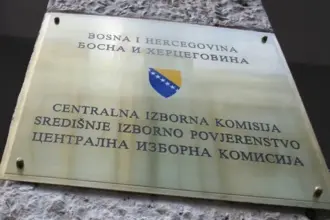 BOSNA I HERCEGOVINA
БОСНА И ХЕРЦЕГОВИНА
CENTRALNA IZBORNA KOMISIJA
SREDIŠNJE IZBORNO POVJERENSTVO
ЦЕНТРАЛНА ИЗБОРНА КОМИСИЈА